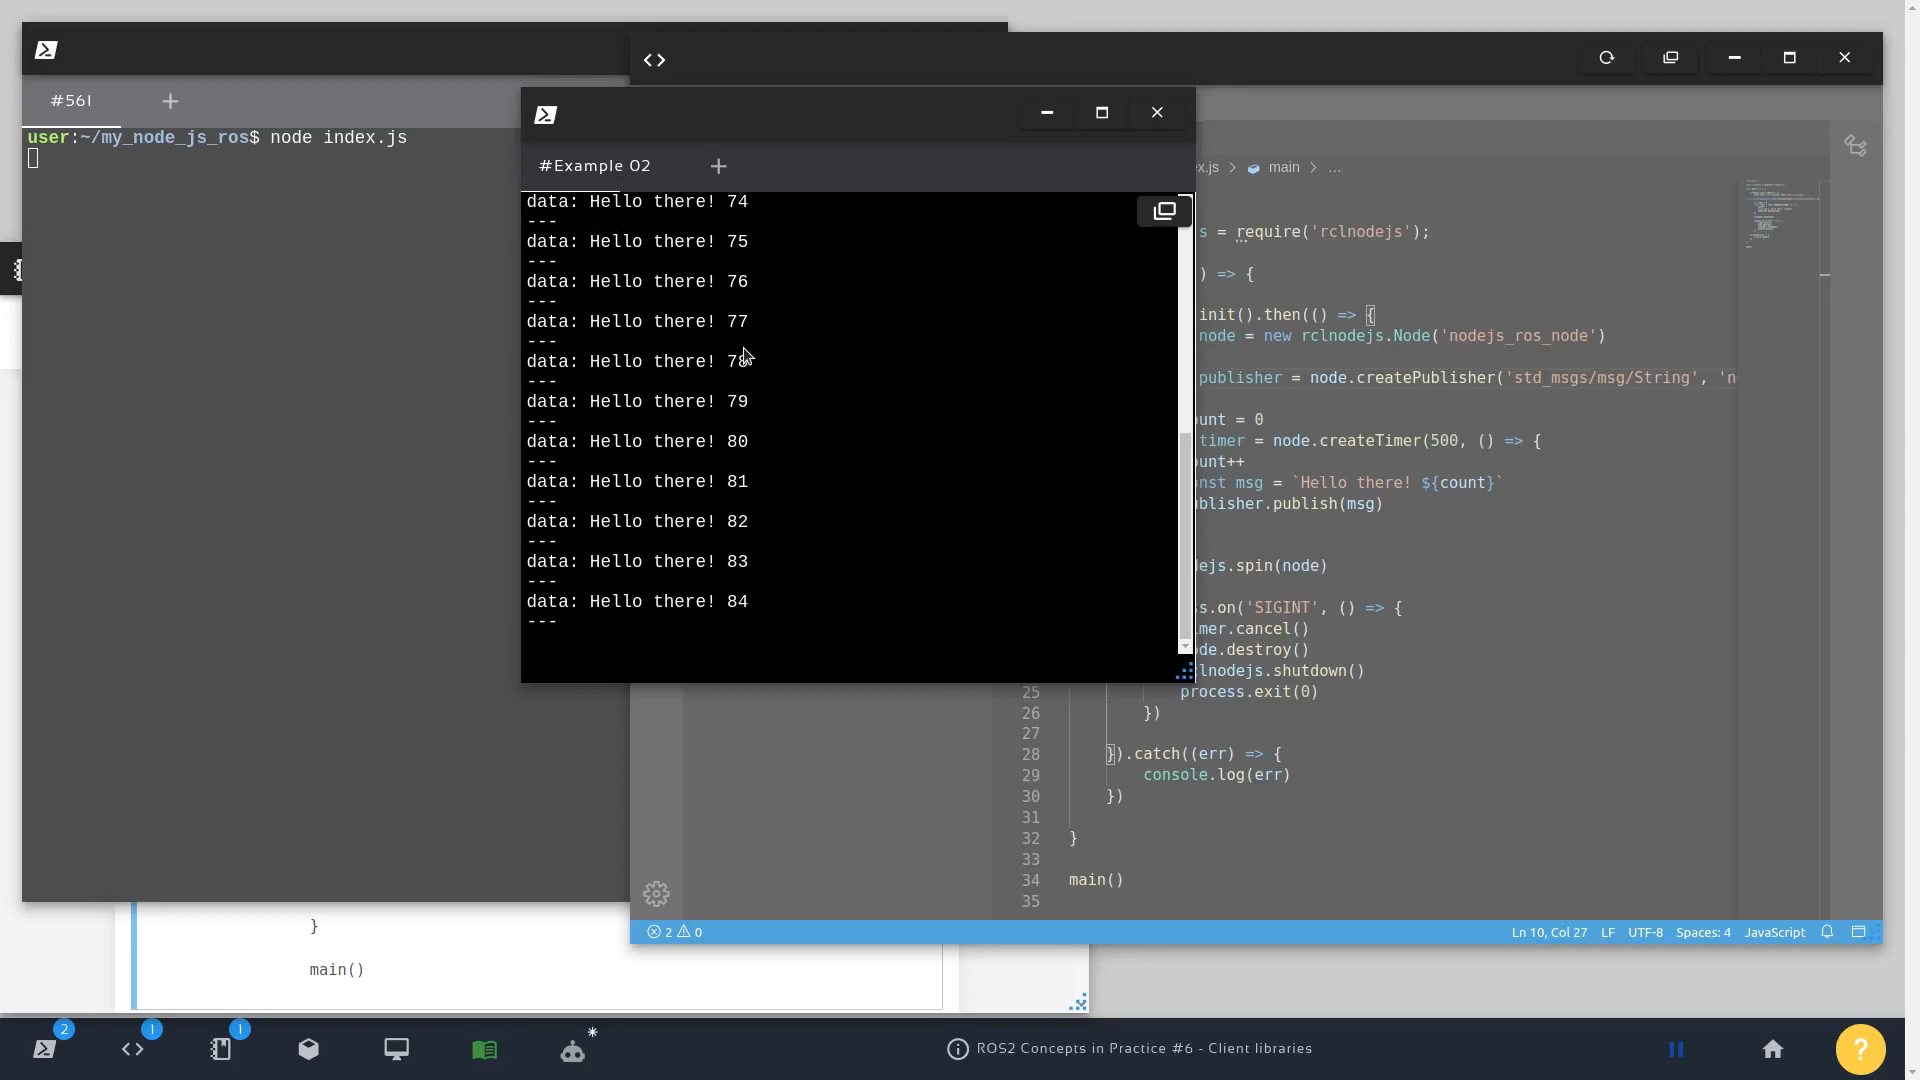 #561 +
user:~/my_node_js_ros$ node index.js
#Example 02 +
data: Hello there! 74
---
data: Hello there! 75
---
data: Hello there! 76
---
data: Hello there! 77
---
data: Hello there! 78
---
data: Hello there! 79
---
data: Hello there! 80
---
data: Hello there! 81
---
data: Hello there! 82
---
data: Hello there! 83
---
data: Hello there! 84
---
ex.js > main > …
s = require('rclnodejs');
) => {
init().then(() => {
node = new rclnodejs.Node('nodejs_ros_node')
publisher = node.createPublisher('std_msgs/msg/String', 'n
unt = 0
timer = node.createTimer(500, () => {
unt++
nst msg = `Hello there! ${count}`
blisher.publish(msg)
ejs.spin(node)
s.on('SIGINT', () => {
mer.cancel()
de.destroy()
lnodejs.shutdown()
25 process.exit(0)
26 })
27
28 }).catch((err) => {
29 console.log(err)
30 })
31
32 }
33
34 main()
35
2 0 Ln 10, Col 27 LF UTF-8 Spaces: 4 JavaScript
}
main()
2 1 1
ROS2 Concepts in Practice #6 - Client libraries
?